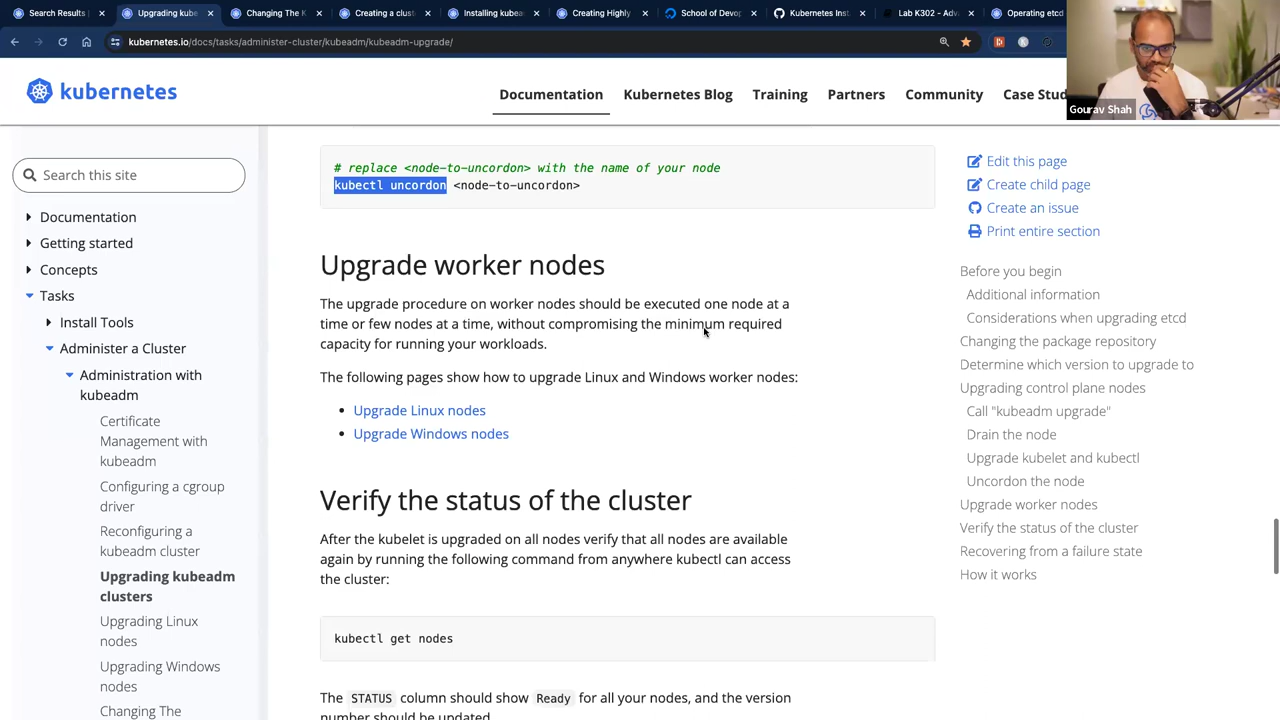 Search Results |
Upgrading kube
Changing The K
Creating a clust
Installing kubea
Creating Highly
School of Devop
Kubernetes Inst
Lab K302 - Adv
Operating etcd
kubernetes.io/docs/tasks/administer-cluster/kubeadm/kubeadm-upgrade/
kubernetes
Documentation
Kubernetes Blog
Training
Partners
Community
Case Stud
Gourav Shah
Search this site
Documentation
Getting started
Concepts
Tasks
Install Tools
Administer a Cluster
Administration with
kubeadm
Certificate
Management with
kubeadm
Configuring a cgroup
driver
Reconfiguring a
kubeadm cluster
Upgrading kubeadm
clusters
Upgrading Linux
nodes
Upgrading Windows
nodes
Changing The
# replace <node-to-uncordon> with the name of your node
kubectl uncordon <node-to-uncordon>
Upgrade worker nodes
The upgrade procedure on worker nodes should be executed one node at a
time or few nodes at a time, without compromising the minimum required
capacity for running your workloads.
The following pages show how to upgrade Linux and Windows worker nodes:
• Upgrade Linux nodes
• Upgrade Windows nodes
Verify the status of the cluster
After the kubelet is upgraded on all nodes verify that all nodes are available
again by running the following command from anywhere kubectl can access
the cluster:
kubectl get nodes
The STATUS column should show Ready for all your nodes, and the version
number should be updated.
Edit this page
Create child page
Create an issue
Print entire section
Before you begin
Additional information
Considerations when upgrading etcd
Changing the package repository
Determine which version to upgrade to
Upgrading control plane nodes
Call "kubeadm upgrade"
Drain the node
Upgrade kubelet and kubectl
Uncordon the node
Upgrade worker nodes
Verify the status of the cluster
Recovering from a failure state
How it works